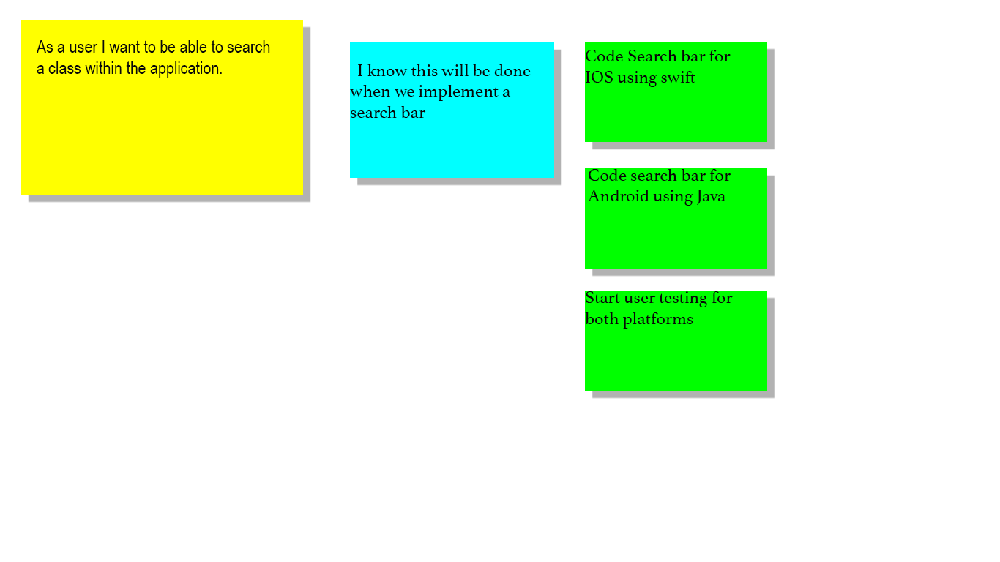 As a user I want to be able to search
a class within the application.
I know this will be done
when we implement a
search bar
Code Search bar for
IOS using swift
Code search bar for
Android using Java
Start user testing for
both platforms